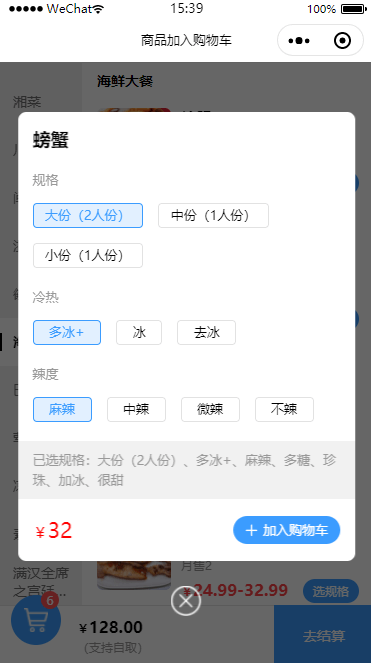 WeChat
15:39
100%
商品加入购物车
海鲜大餐
湘菜
螃蟹
规格
大份（2人份）
中份（1人份）
小份（1人份）
冷热
多冰+
冰
去冰
辣度
麻辣
中辣
微辣
不辣
已选规格：大份（2人份）、多冰+、麻辣、多糖、珍
珠、加冰、很甜
￥32
+ 加入购物车
月售2
满汉全席
之宫廷...
￥24.99-32.99
选规格
6
￥128.00
(支持自取)
去结算